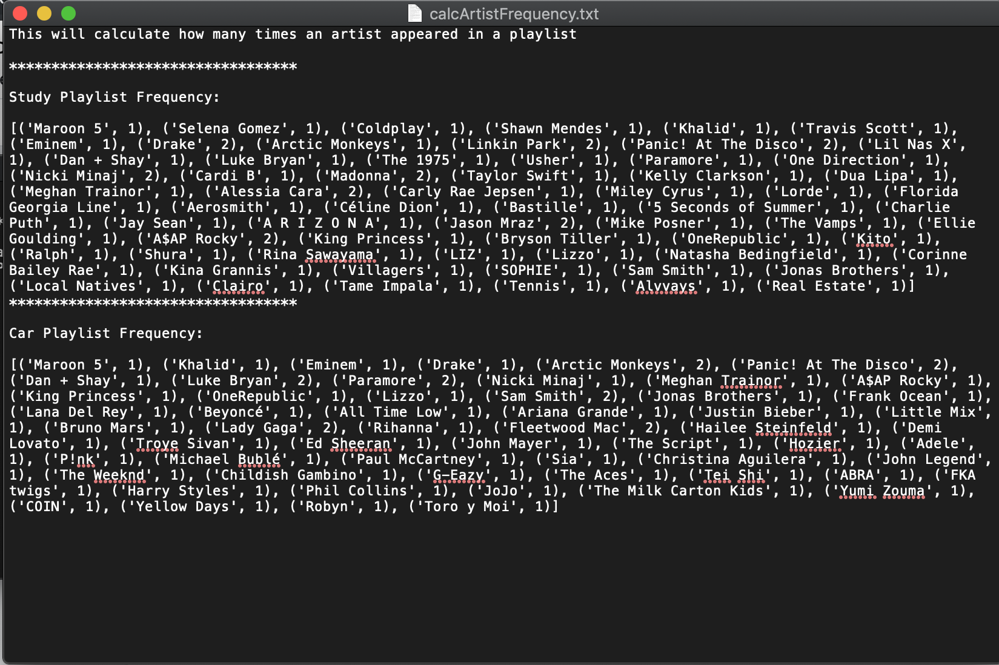 calcArtistFrequency.txt
This will calculate how many times an artist appeared in a playlist
**********************************
Study Playlist Frequency:
[('Maroon 5', 1), ('Selena Gomez', 1), ('Coldplay', 1), ('Shawn Mendes', 1), ('Khalid', 1), ('Travis Scott', 1),
('Eminem', 1), ('Drake', 2), ('Arctic Monkeys', 1), ('Linkin Park', 2), ('Panic! At The Disco', 2), ('Lil Nas X',
1), ('Dan + Shay', 1), ('Luke Bryan', 1), ('The 1975', 1), ('Usher', 1), ('Paramore', 1), ('One Direction', 1),
('Nicki Minaj', 2), ('Cardi B', 1), ('Madonna', 2), ('Taylor Swift', 1), ('Kelly Clarkson', 1), ('Dua Lipa', 1),
('Meghan Trainor', 1), ('Alessia Cara', 2), ('Carly Rae Jepsen', 1), ('Miley Cyrus', 1), ('Lorde', 1), ('Florida
Georgia Line', 1), ('Aerosmith', 1), ('Céline Dion', 1), ('Bastille', 1), ('5 Seconds of Summer', 1), ('Charlie
Puth', 1), ('Jay Sean', 1), ('A R I Z O N A', 1), ('Jason Mraz', 2), ('Mike Posner', 1), ('The Vamps', 1), ('Ellie
Goulding', 1), ('A$AP Rocky', 2), ('King Princess', 1), ('Bryson Tiller', 1), ('OneRepublic', 1), ('Kito', 1),
('Ralph', 1), ('Shura', 1), ('Rina Sawayama', 1), ('LIZ', 1), ('Lizzo', 1), ('Natasha Bedingfield', 1), ('Corinne
Bailey Rae', 1), ('Kina Grannis', 1), ('Villagers', 1), ('SOPHIE', 1), ('Sam Smith', 1), ('Jonas Brothers', 1),
('Local Natives', 1), ('Clairo', 1), ('Tame Impala', 1), ('Tennis', 1), ('Alvvays', 1), ('Real Estate', 1)]
**********************************
Car Playlist Frequency:
[('Maroon 5', 1), ('Khalid', 1), ('Eminem', 1), ('Drake', 1), ('Arctic Monkeys', 2), ('Panic! At The Disco', 2),
('Dan + Shay', 1), ('Luke Bryan', 2), ('Paramore', 2), ('Nicki Minaj', 1), ('Meghan Trainor', 1), ('A$AP Rocky', 1),
('King Princess', 1), ('OneRepublic', 1), ('Lizzo', 1), ('Sam Smith', 2), ('Jonas Brothers', 1), ('Frank Ocean', 1),
('Lana Del Rey', 1), ('Beyoncé', 1), ('All Time Low', 1), ('Ariana Grande', 1), ('Justin Bieber', 1), ('Little Mix',
1), ('Bruno Mars', 1), ('Lady Gaga', 2), ('Rihanna', 1), ('Fleetwood Mac', 2), ('Hailee Steinfeld', 1), ('Demi
Lovato', 1), ('Troye Sivan', 1), ('Ed Sheeran', 1), ('John Mayer', 1), ('The Script', 1), ('Hozier', 1), ('Adele',
1), ('P!nk', 1), ('Michael Bublé', 1), ('Paul McCartney', 1), ('Sia', 1), ('Christina Aguilera', 1), ('John Legend',
1), ('The Weeknd', 1), ('Childish Gambino', 1), ('G-Eazy', 1), ('The Aces', 1), ('Tei Shi', 1), ('ABRA', 1), ('FKA
twigs', 1), ('Harry Styles', 1), ('Phil Collins', 1), ('JoJo', 1), ('The Milk Carton Kids', 1), ('Yumi Zouma', 1),
('COIN', 1), ('Yellow Days', 1), ('Robyn', 1), ('Toro y Moi', 1)]